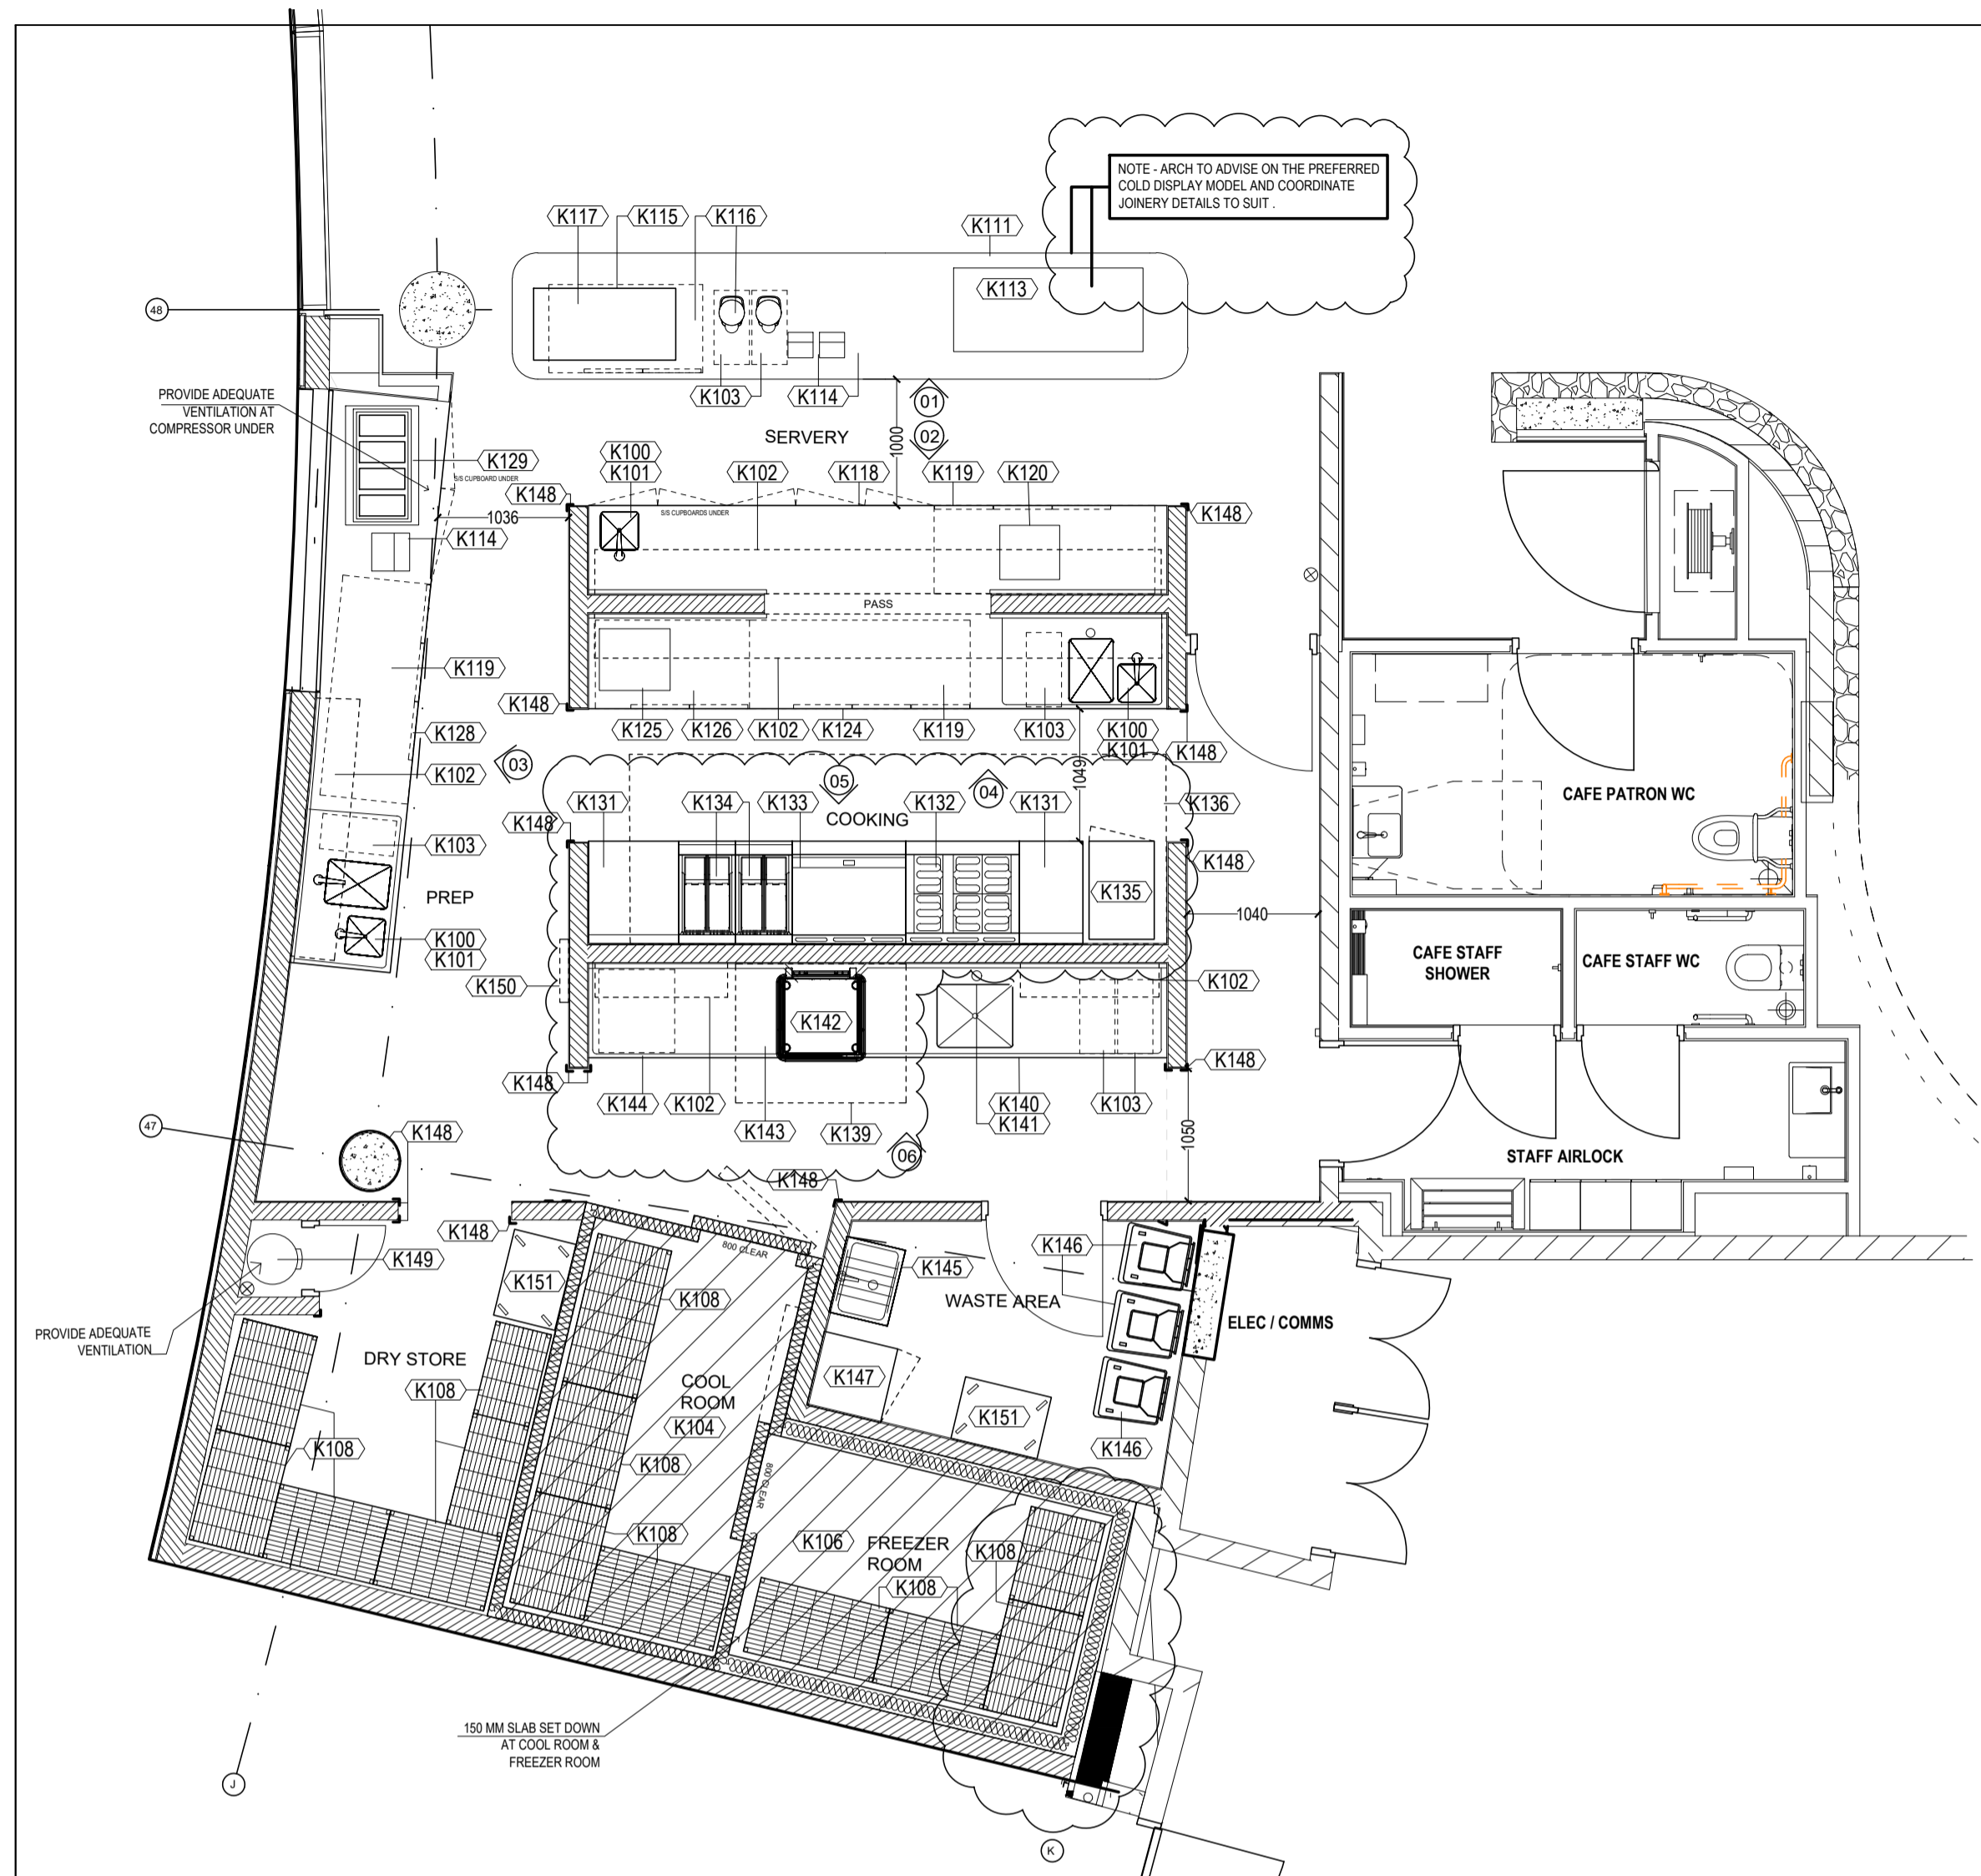 NOTE - ARCH TO ADVISE ON THE PREFERRED
COLD DISPLAY MODEL AND COORDINATE
JOINERY DETAILS TO SUIT .
K117
K115
K116
K111
K113
48
K103
K114
01
02
1000
SERVERY
PROVIDE ADEQUATE
VENTILATION AT
COMPRESSOR UNDER
K129
S/S CUPBOARD UNDER
K100
K101
K102
K118
K119
K120
K148
K148
1036
S/S CUPBOARDS UNDER
K114
PASS
K119
K148
K125
K126
K102
K124
K119
K103
K100
K101
K148
K128
K102
03
05
04
1049
K131
K134
K133
K132
K131
K136
COOKING
K148
K148
K103
K135
PREP
K100
K101
1040
CAFE PATRON WC
CAFE STAFF
SHOWER
CAFE STAFF WC
K150
K102
K142
K148
K148
K144
K102
K140
K141
K103
K143
K139
06
1050
47
K148
STAFF AIRLOCK
K148
K148
K149
K151
800 CLEAR
K145
K146
K108
WASTE AREA
ELEC / COMMS
PROVIDE ADEQUATE
VENTILATION
DRY STORE
K108
COOL
ROOM
K104
K147
K151
K146
K108
K108
800 CLEAR
K108
K106
FREEZER
ROOM
K108
K108
150 MM SLAB SET DOWN
AT COOL ROOM &
FREEZER ROOM
J
K